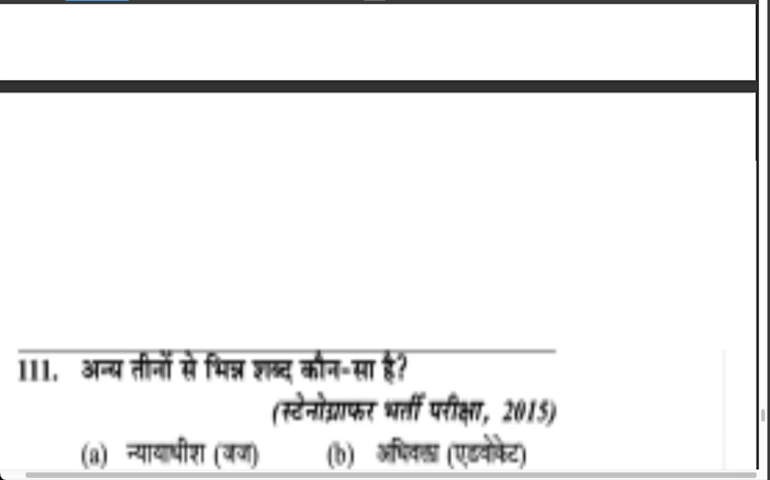 111. अन्य तीनों से भिन्न शब्द कौन-सा है?
(स्टेनोग्राफर भर्ती परीक्षा, 2015)
(a) न्यायाधीश (जज) (b) अधिवक्ता (एडवोकेट)